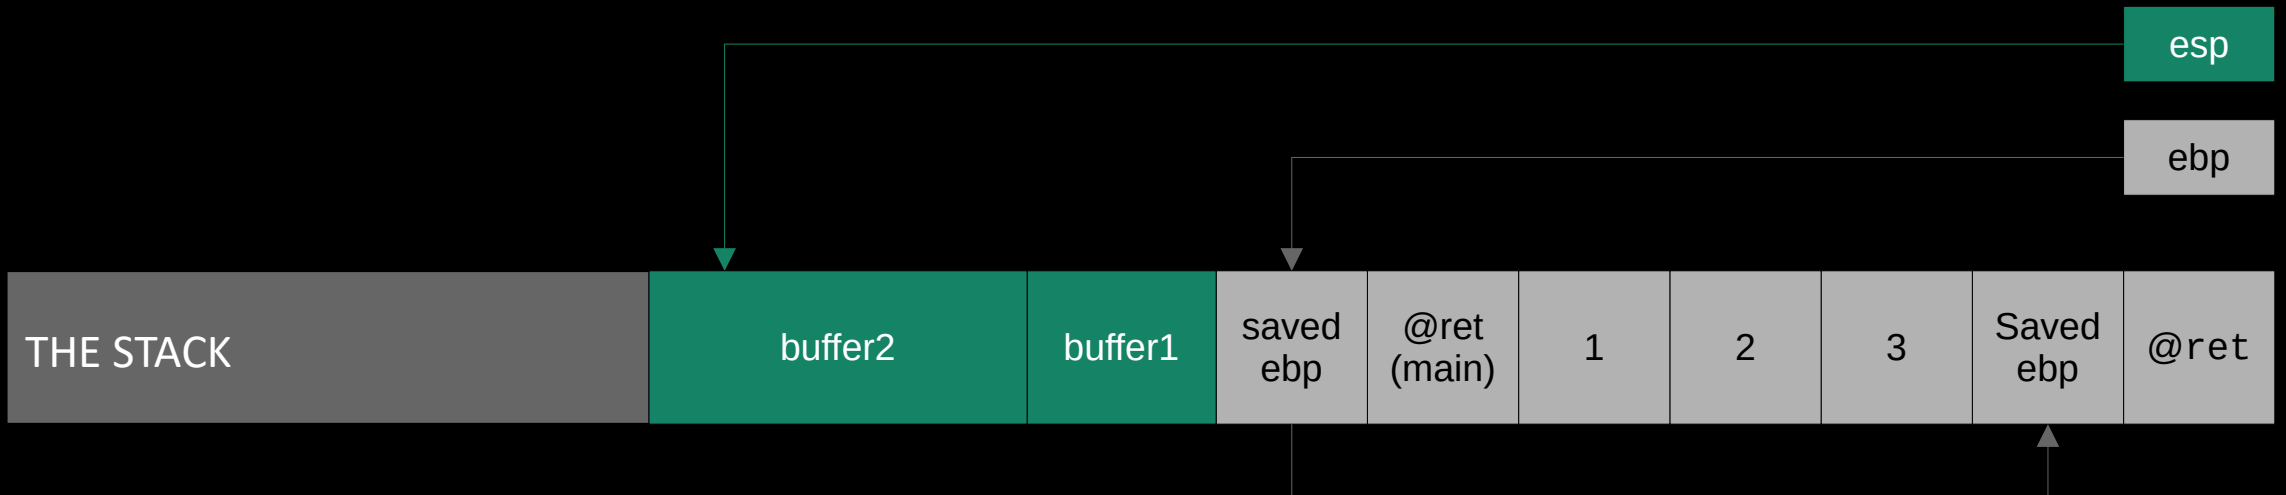 esp
ebp
THE STACK
buffer2
buffer1
saved
ebp
@ret
(main)
1
2
3
Saved
ebp
@ret